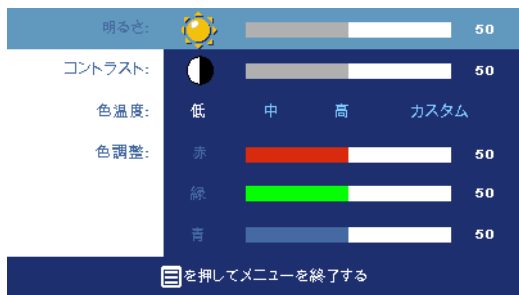 明るさ: 50
コントラスト: 50
色温度: 低 中 高 カスタム
色調整: 赤 50
緑 50
青 50
を押してメニューを終了する